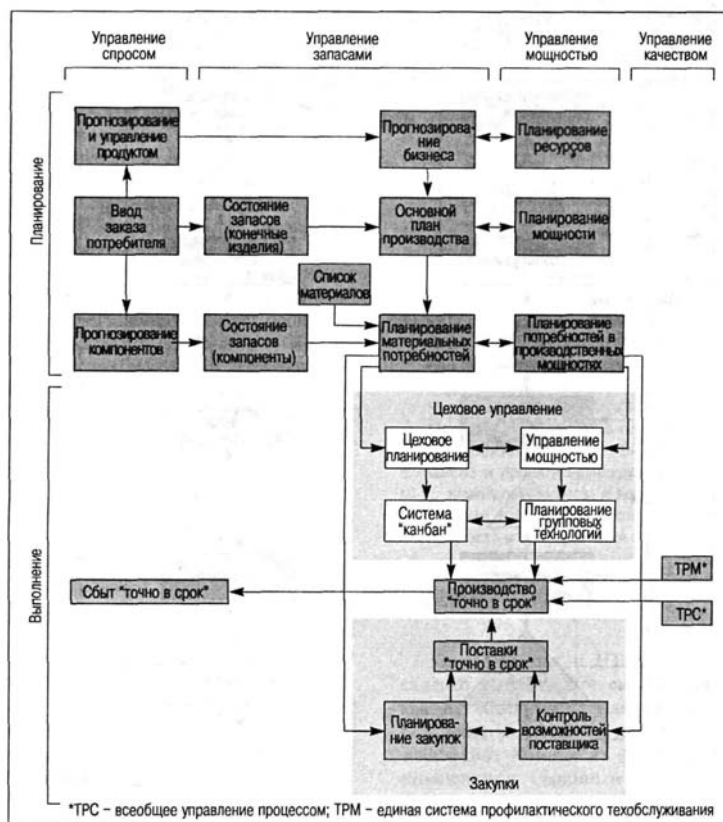 Управление
спросом
Управление
запасами
Управление
мощностью
Управление
качеством
Планирование
Прогнозирование
и управление
продуктом
Прогнозирова-
ние
бизнеса
Планирование
ресурсов
Ввод
заказа
потребителя
Состояние
запасов
(конечные
изделия)
Основной
план
производства
Планирование
мощности
Список
материалов
Прогнозирование
компонентов
Состояние
запасов
(компоненты)
Планирование
материальных
потребностей
Планирование
потребностей в
производственных
мощностях
Выполнение
Цеховое управление
Цеховое
планирование
Управление
мощностью
Система
"канбан"
Планирование
групповых
технологий
TPM*
Сбыт "точно в срок"
Производство
"точно в срок"
TPC*
Поставки
"точно в срок"
Планирова-
ние закупок
Контроль
возможностей
поставщика
Закупки
*TPC – всеобщее управление процессом; TPM – единая система профилактического техобслуживания